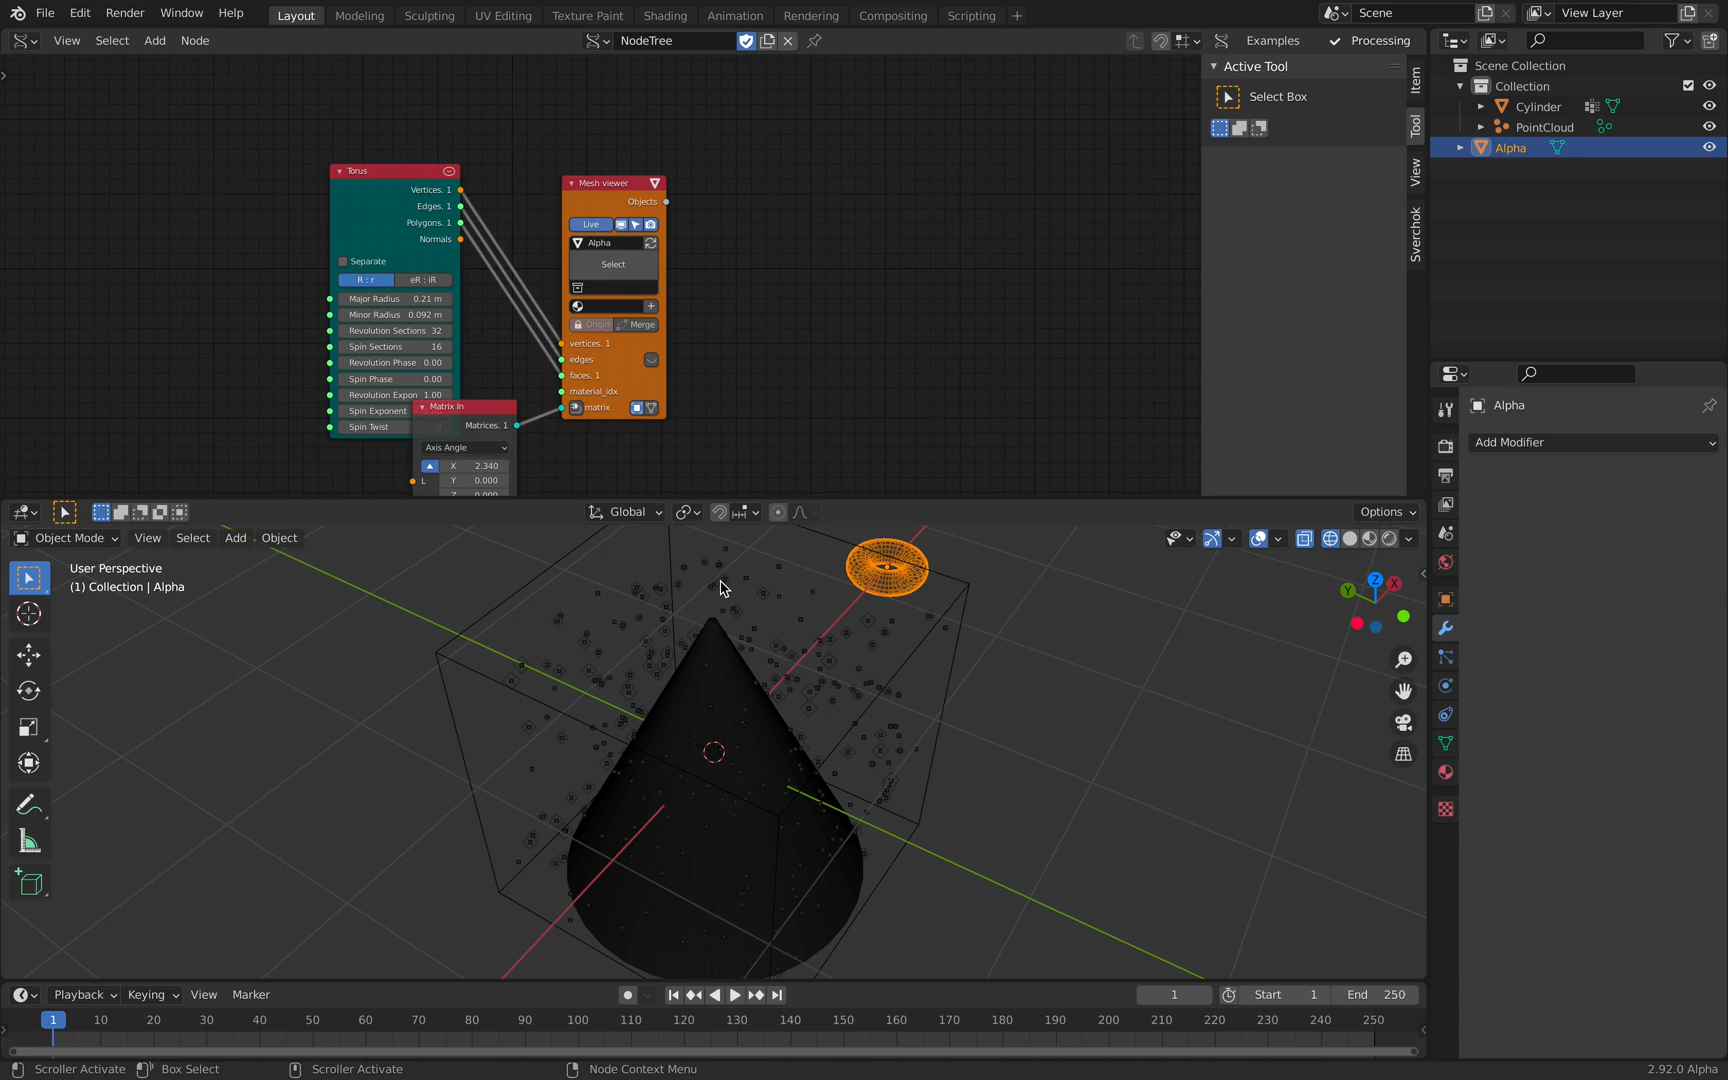 File Edit Render Window Help Layout Modeling Sculpting UV Editing Texture Paint Shading Animation Rendering Compositing Scripting + Scene View Layer
View Select Add Node NodeTree Examples Processing
Active Tool
Select Box
Item
Tool
View
Sverchok
Scene Collection
Collection
Cylinder
PointCloud
Alpha
Torus
Vertices. 1
Edges. 1
Polygons. 1
Normals
Separate
R : r eR : iR
Major Radius 0.21 m
Minor Radius 0.092 m
Revolution Sections 32
Spin Sections 16
Revolution Phase 0.00
Spin Phase 0.00
Revolution Expon 1.00
Spin Exponent
Spin Twist 0
Matrix In
Matrices. 1
Axis Angle
X 2.340
L Y 0.000
Z 0.000
Mesh viewer
Objects
Live
Alpha
Select
+
Origin Merge
vertices. 1
edges
faces. 1
material_idx
matrix
Alpha
Add Modifier
Global Options
Object Mode View Select Add Object
User Perspective
(1) Collection | Alpha
Z
Y
X
Playback Keying View Marker 1 Start 1 End 250
1 10 20 30 40 50 60 70 80 90 100 110 120 130 140 150 160 170 180 190 200 210 220 230 240 250
Scroller Activate Box Select Scroller Activate Node Context Menu 2.92.0 Alpha